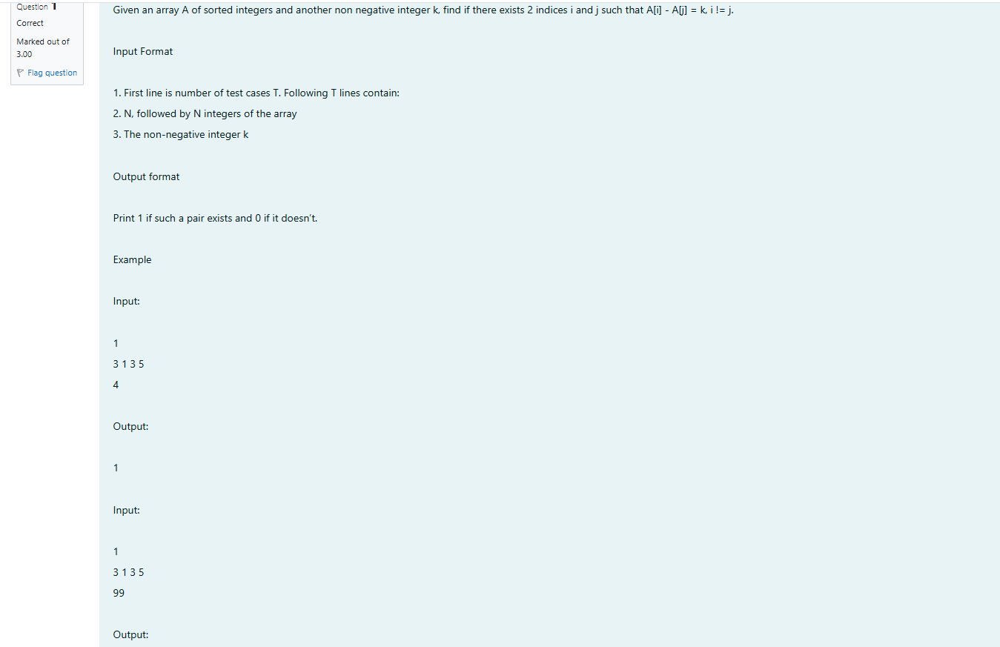 Question 1
Correct
Marked out of
3.00
Flag question
Given an array A of sorted integers and another non negative integer k, find if there exists 2 indices i and j such that A[i] - A[j] = k, i != j.
Input Format
1. First line is number of test cases T. Following T lines contain:
2. N, followed by N integers of the array
3. The non-negative integer k
Output format
Print 1 if such a pair exists and 0 if it doesn't.
Example
Input:
1
3 1 3 5
4
Output:
1
Input:
1
3 1 3 5
99
Output: